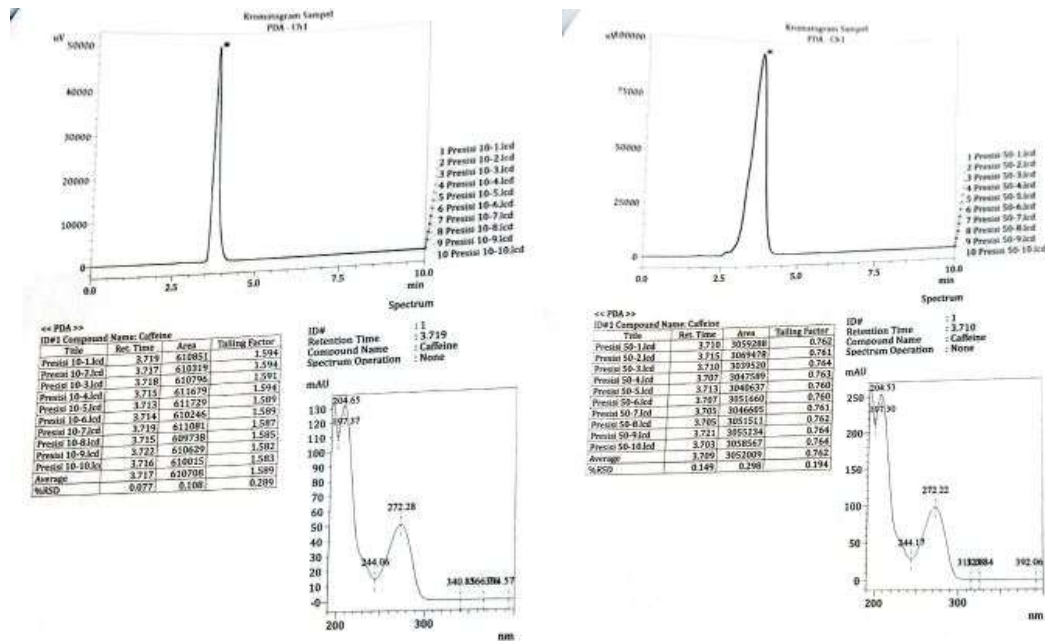 Kromatogram Sampel
PDA - Ch1
uV
50000
40000
30000
20000
10000
0
0.0
2.5
5.0
7.5
10.0
min
1 Presisi 10-1.lcd
2 Presisi 10-2.lcd
3 Presisi 10-3.lcd
4 Presisi 10-4.lcd
5 Presisi 10-5.lcd
6 Presisi 10-6.lcd
7 Presisi 10-7.lcd
8 Presisi 10-8.lcd
9 Presisi 10-9.lcd
10 Presisi 10-10.lcd
<< PDA >>
ID#1 Compound Name: Caffeine
Title Ret. Time Area Tailing Factor
Presisi 10-1.lcd 3.719 610851 1.594
Presisi 10-2.lcd 3.717 610319 1.594
Presisi 10-3.lcd 3.718 610796 1.591
Presisi 10-4.lcd 3.715 611679 1.594
Presisi 10-5.lcd 3.713 611729 1.589
Presisi 10-6.lcd 3.714 610246 1.589
Presisi 10-7.lcd 3.719 611081 1.587
Presisi 10-8.lcd 3.715 609738 1.585
Presisi 10-9.lcd 3.722 610629 1.582
Presisi 10-10.lcd 3.716 610015 1.583
Average 3.717 610708 1.589
%RSD 0.077 0.108 0.289
Spectrum
ID# : 1
Retention Time : 3.719
Compound Name : Caffeine
Spectrum Operation : None
mAU
130
120
110
100
90
80
70
60
50
40
30
20
10
-0
204.65
197.37
272.28
244.06
340.85
200
300
nm
Kromatogram Sampel
PDA - Ch1
uV
100000
75000
50000
25000
0
0.0
2.5
5.0
7.5
10.0
min
1 Presisi 50-1.lcd
2 Presisi 50-2.lcd
3 Presisi 50-3.lcd
4 Presisi 50-4.lcd
5 Presisi 50-5.lcd
6 Presisi 50-6.lcd
7 Presisi 50-7.lcd
8 Presisi 50-8.lcd
9 Presisi 50-9.lcd
10 Presisi 50-10.lcd
<< PDA >>
ID#1 Compound Name: Caffeine
Title Ret. Time Area Tailing Factor
Presisi 50-1.lcd 3.710 3059288 0.762
Presisi 50-2.lcd 3.715 3069478 0.761
Presisi 50-3.lcd 3.710 3039520 0.764
Presisi 50-4.lcd 3.707 3047589 0.763
Presisi 50-5.lcd 3.713 3040637 0.760
Presisi 50-6.lcd 3.707 3051660 0.760
Presisi 50-7.lcd 3.705 3046605 0.761
Presisi 50-8.lcd 3.705 3051511 0.762
Presisi 50-9.lcd 3.721 3055234 0.764
Presisi 50-10.lcd 3.703 3058567 0.764
Average 3.709 3052009 0.762
%RSD 0.149 0.298 0.194
Spectrum
ID# : 1
Retention Time : 3.710
Compound Name : Caffeine
Spectrum Operation : None
mAU
250
200
150
100
50
0
204.53
197.30
272.22
244.17
392.06
200
300
nm